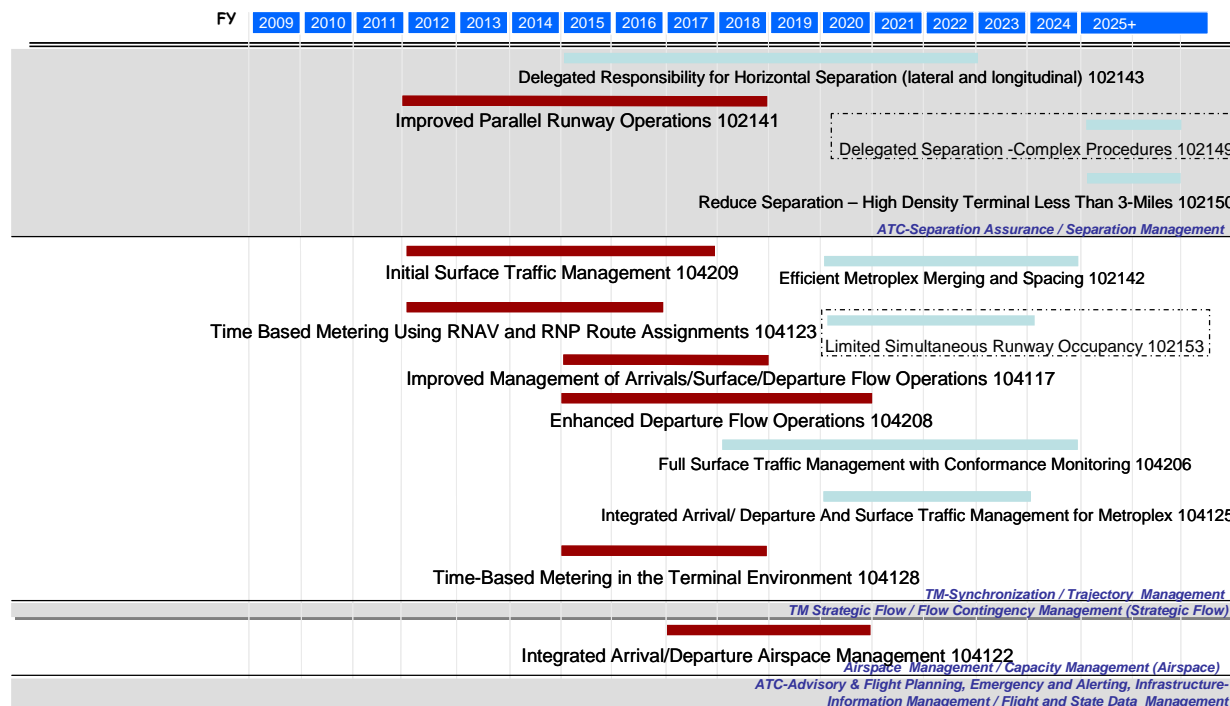 FY 2009 2010 2011 2012 2013 2014 2015 2016 2017 2018 2019 2020 2021 2022 2023 2024 2025+
Delegated Responsibility for Horizontal Separation (lateral and longitudinal) 102143
Improved Parallel Runway Operations 102141
Delegated Separation -Complex Procedures 102149
Reduce Separation – High Density Terminal Less Than 3-Miles 102150
ATC-Separation Assurance / Separation Management
Initial Surface Traffic Management 104209
Efficient Metroplex Merging and Spacing 102142
Time Based Metering Using RNAV and RNP Route Assignments 104123
Limited Simultaneous Runway Occupancy 102153
Improved Management of Arrivals/Surface/Departure Flow Operations 104117
Enhanced Departure Flow Operations 104208
Full Surface Traffic Management with Conformance Monitoring 104206
Integrated Arrival/ Departure And Surface Traffic Management for Metroplex 104125
Time-Based Metering in the Terminal Environment 104128
TM-Synchronization / Trajectory Management
TM Strategic Flow / Flow Contingency Management (Strategic Flow)
Integrated Arrival/Departure Airspace Management 104122
Airspace Management / Capacity Management (Airspace)
ATC-Advisory & Flight Planning, Emergency and Alerting, Infrastructure-
Information Management / Flight and State Data Management